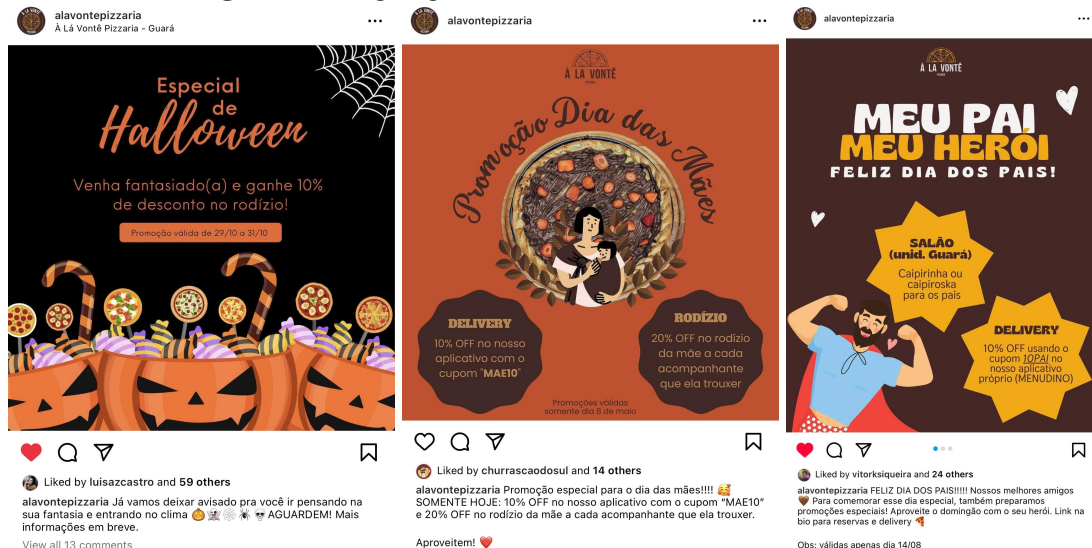 alavontepizzaria
À Lá Vontê Pizzaria - Guará
Especial
de
Halloween
Venha fantasiado(a) e ganhe 10%
de desconto no rodízio!
Promoção válida de 29/10 a 31/10
Liked by luisazcastro and 59 others
alavontepizzaria Já vamos deixar avisado pra você ir pensando na
sua fantasia e entrando no clima 🎃👻🕸️🕷️💀 AGUARDEM! Mais
informações em breve.
View all 13 comments
alavontepizzaria
À LA VONTÊ
Promoção Dia das Mães
DELIVERY
10% OFF no nosso
aplicativo com o
cupom "MAE10"
RODÍZIO
20% OFF no rodízio
da mãe a cada
acompanhante
que ela trouxer
Promoções válidas
somente dia 8 de maio
Liked by churrascaodosul and 14 others
alavontepizzaria Promoção especial para o dia das mães!!!! 🥰
SOMENTE HOJE: 10% OFF no nosso aplicativo com o cupom “MAE10”
e 20% OFF no rodízio da mãe a cada acompanhante que ela trouxer.
Aproveitem! ❤️
alavontepizzaria
À LA VONTÊ
MEU PAI
MEU HERÓI
FELIZ DIA DOS PAIS!
SALÃO
(unid. Guará)
Caipirinha ou
caipiroska
para os pais
DELIVERY
10% OFF usando o
cupom 10PAI no
nosso aplicativo
próprio (MENUDINO)
Liked by vitorksiqueira and 24 others
alavontepizzaria FELIZ DIA DOS PAIS!!!!! Nossos melhores amigos
🤎 Para comemorar esse dia especial, também preparamos
promoções especiais! Aproveite o domingão com o seu herói. Link na
bio para reservas e delivery 🍕
Obs: válidas apenas dia 14/08